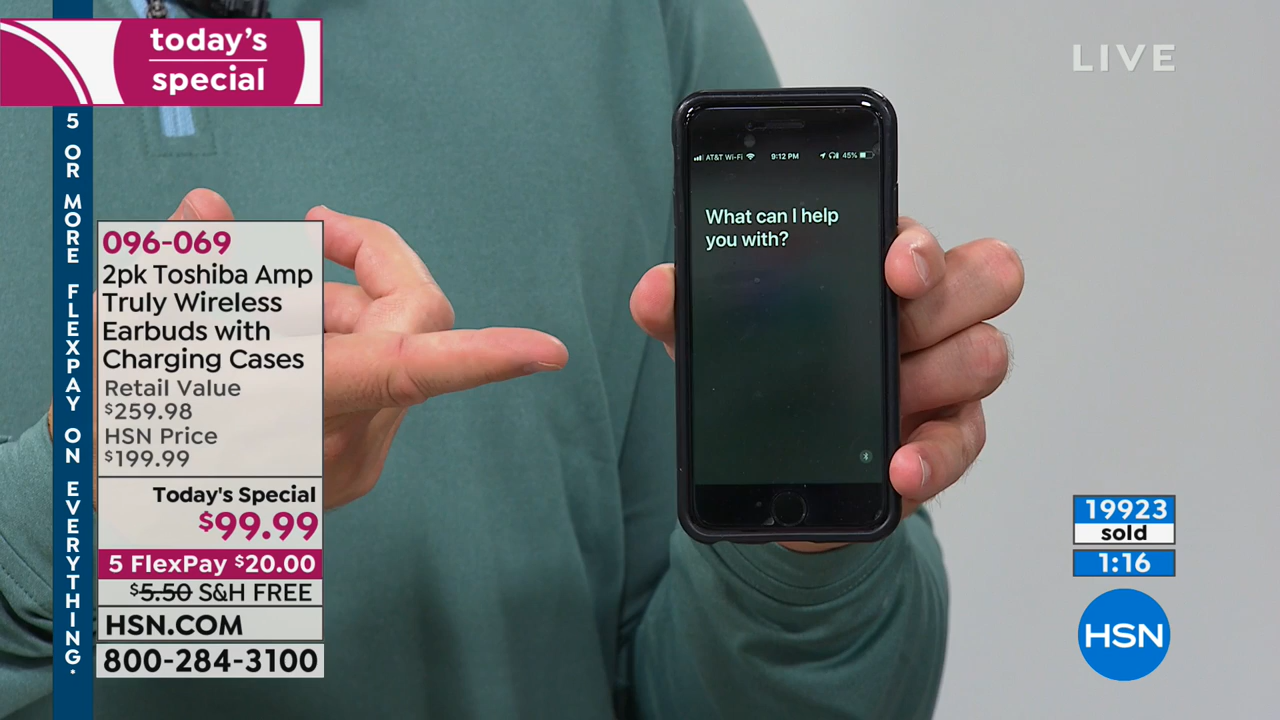 today's
special
LIVE
5 OR MORE FLEXPAY ON EVERYTHING.
096-069
2pk Toshiba Amp
Truly Wireless
Earbuds with
Charging Cases
Retail Value
$259.98
HSN Price
$199.99
Today's Special
$99.99
5 FlexPay $20.00
$5.50 S&H FREE
HSN.COM
800-284-3100
AT&T Wi-Fi 9:12 PM 45%
What can I help
you with?
19923
sold
1:16
HSN